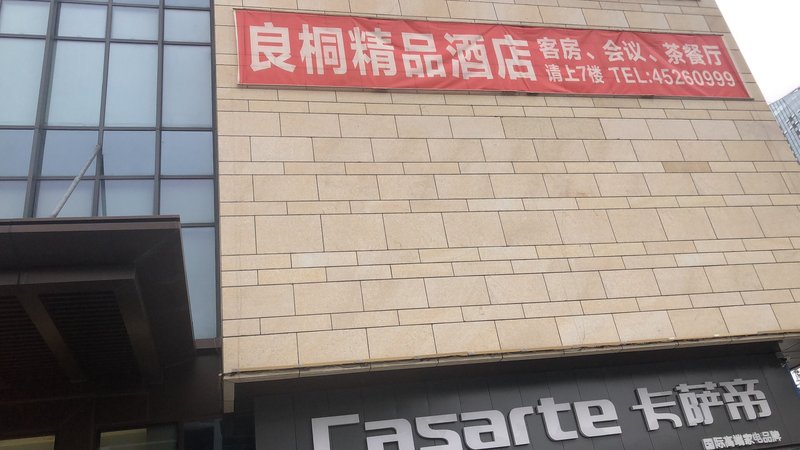 良桐精品酒店
客房、会议、茶餐厅
请上7楼 TEL:45260999
Casarte 卡萨帝
国际高端家电品牌